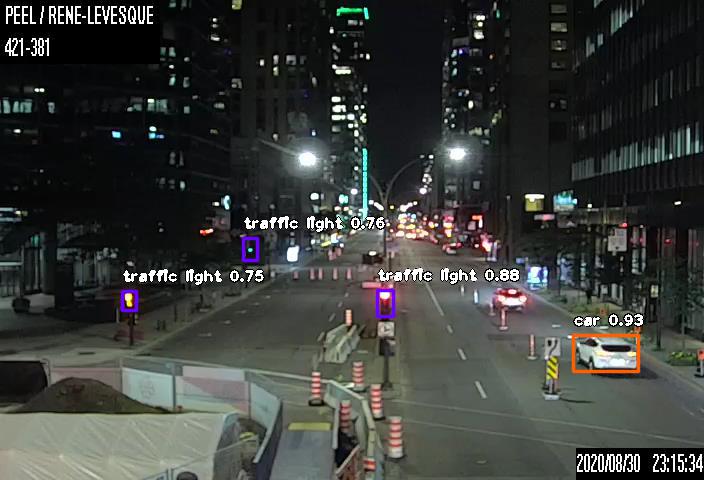 PEEL / RENE-LEVESQUE
421-381
traffic light 0.76
traffic light 0.75
traffic light 0.88
car 0.93
2020/08/30 23:15:34